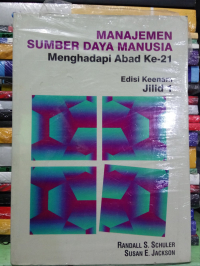 MANAJEMEN
SUMBER DAYA MANUSIA
Menghadapi Abad Ke-21
Edisi Keenam
Jilid 1
RANDALL S. SCHULER
SUSAN E. JACKSON